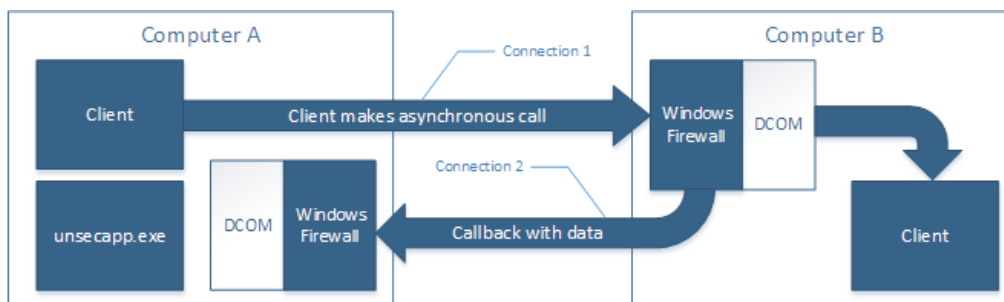 Computer A
Computer B
Connection 1
Client
Client makes asynchronous call
Windows
Firewall
DCOM
Connection 2
unsecapp.exe
DCOM
Windows
Firewall
Callback with data
Client